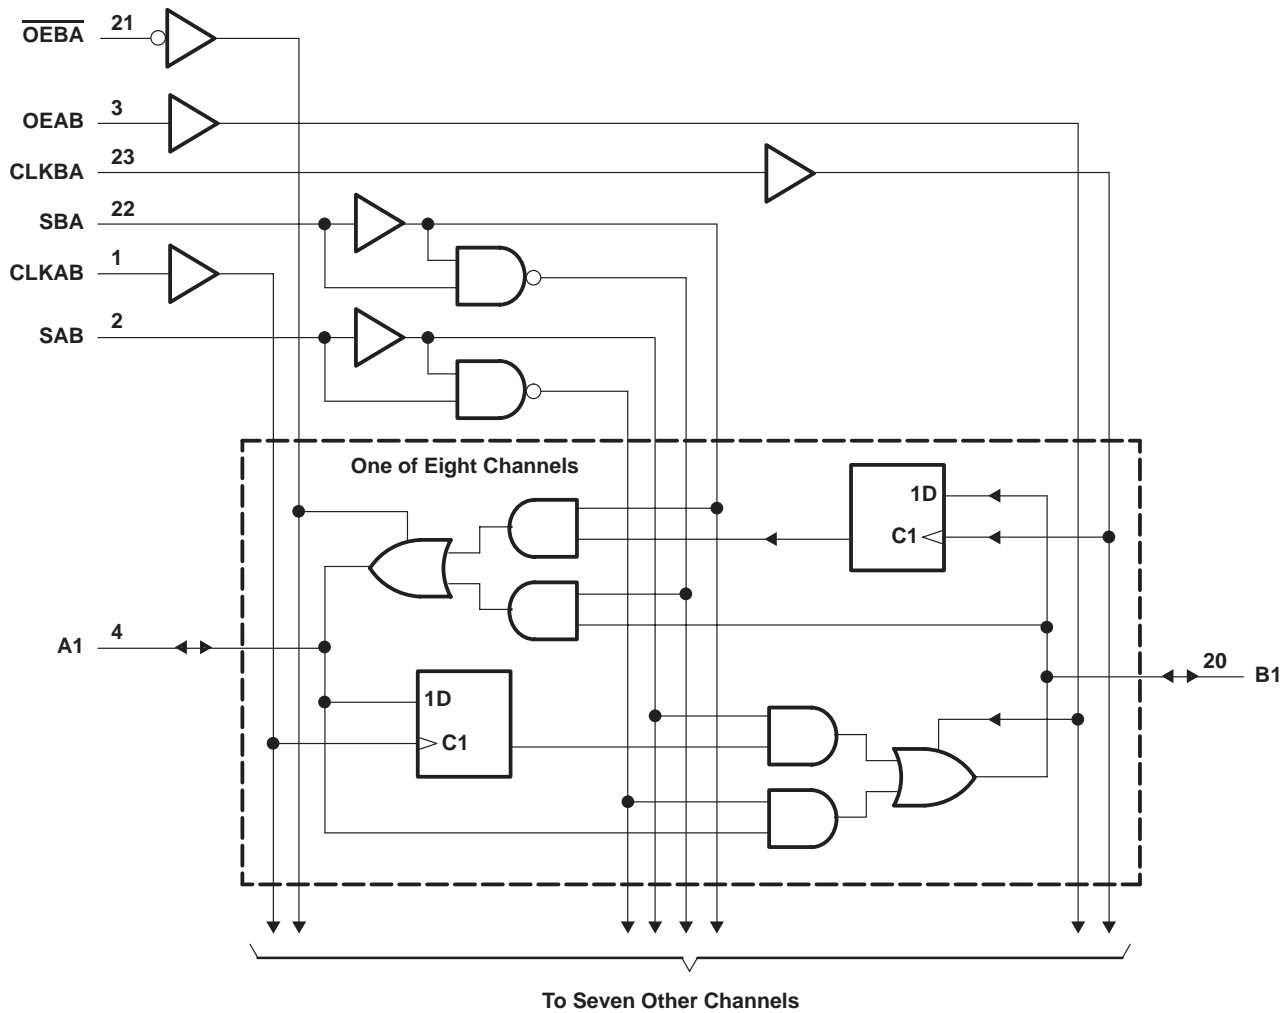 OEBA 21
OEAB 3
CLKBA 23
SBA 22
CLKAB 1
SAB 2
One of Eight Channels
1D
C1
A1 4
20 B1
1D
C1
To Seven Other Channels